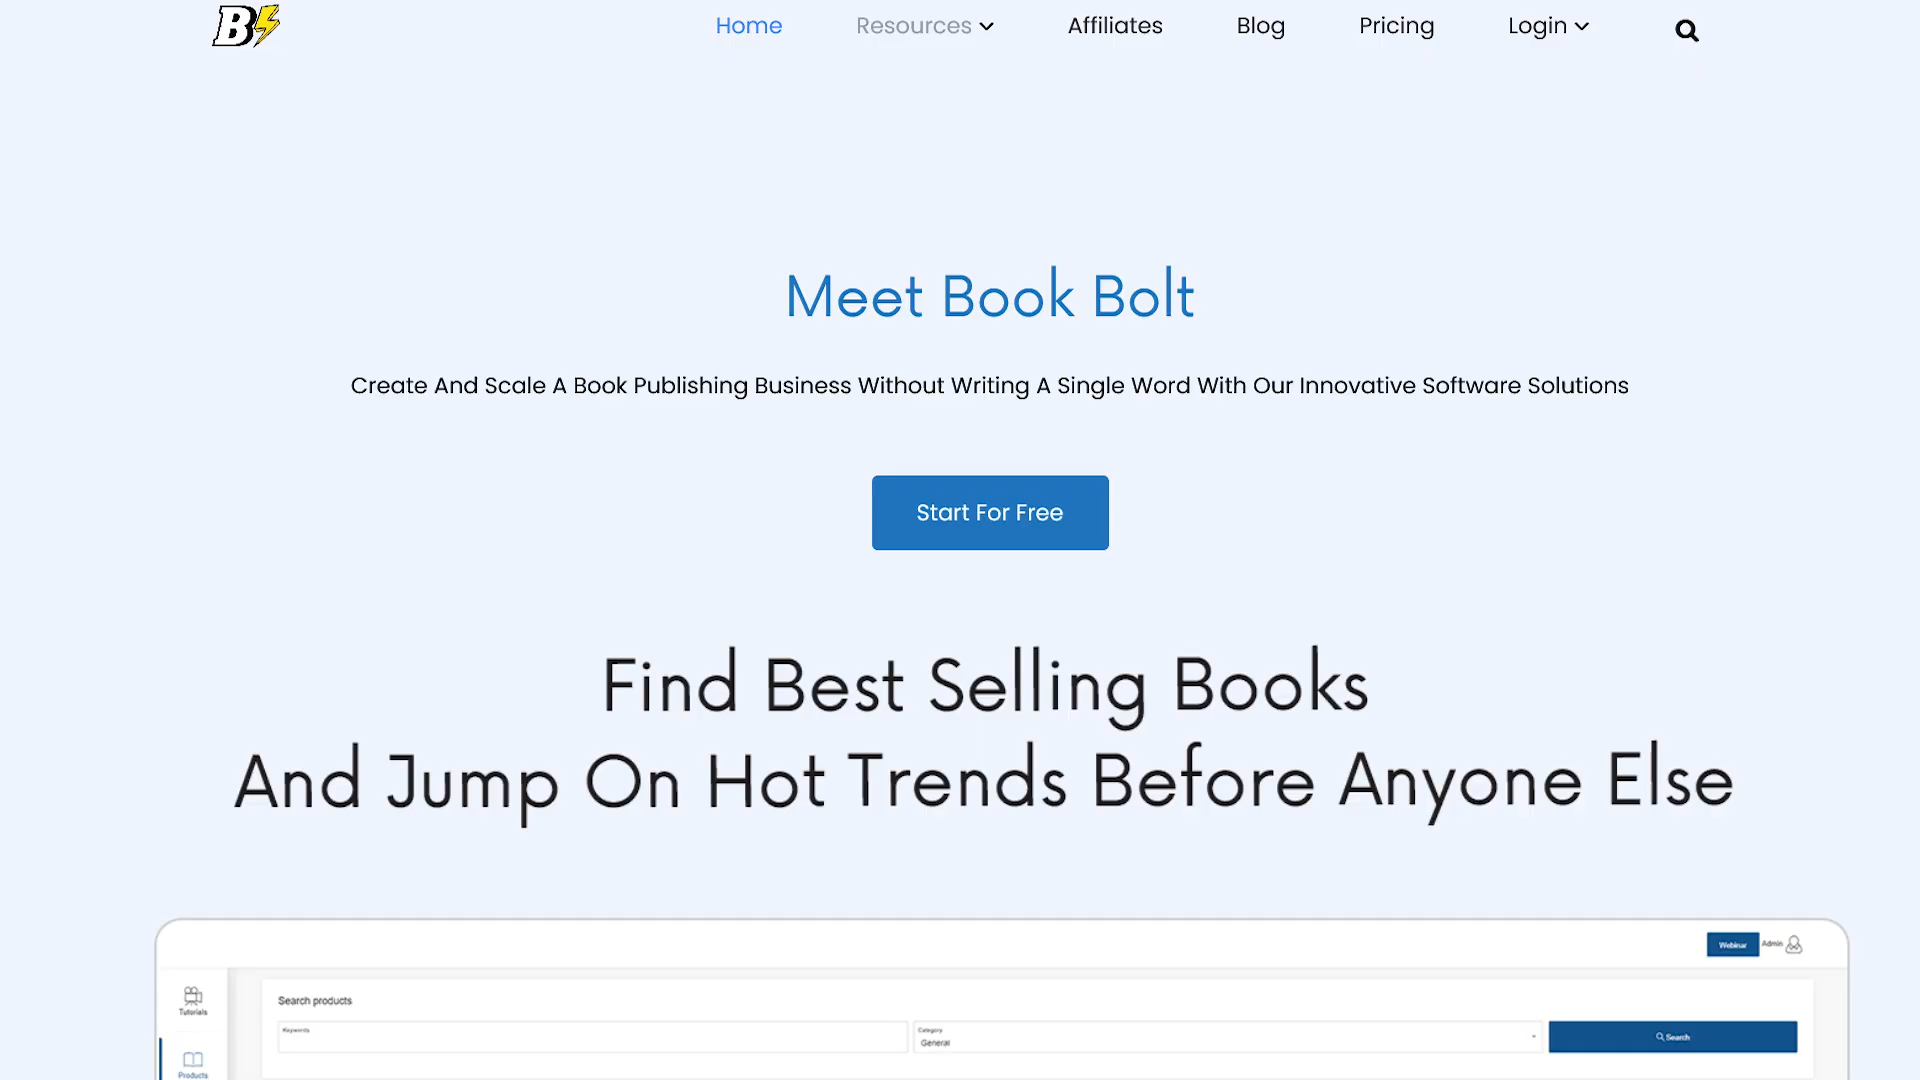 B
Home Resources Affiliates Blog Pricing Login
Meet Book Bolt
Create And Scale A Book Publishing Business Without Writing A Single Word With Our Innovative Software Solutions
Start For Free
Find Best Selling Books
And Jump On Hot Trends Before Anyone Else
Webinar Admin
Tutorials
Search products
Keywords
Category
General
Search
Products